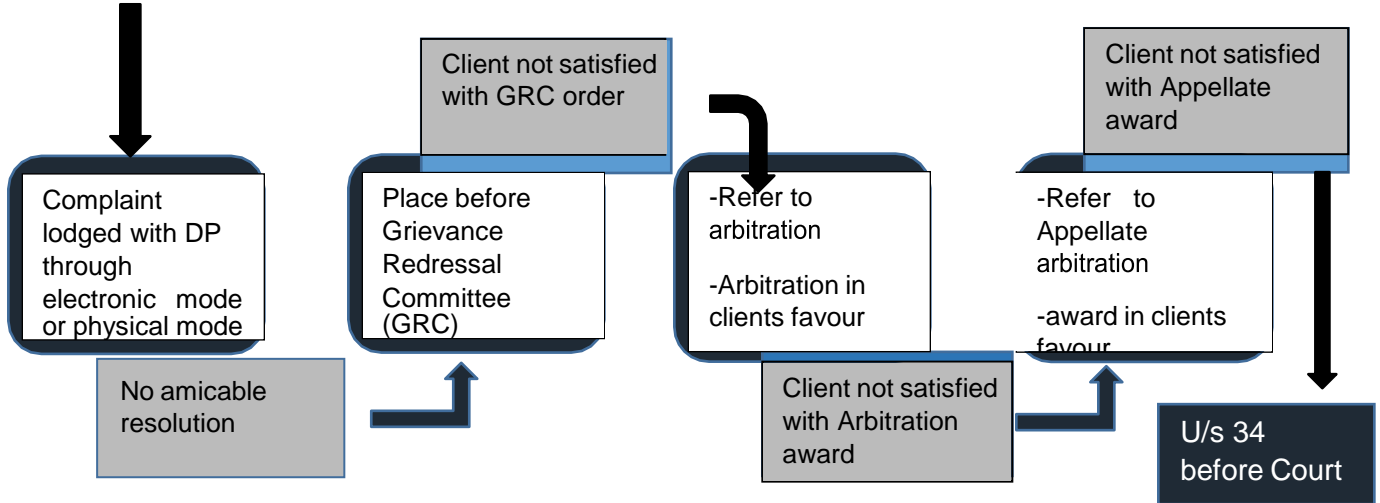 Complaint
lodged with DP
through
electronic mode
or physical mode
No amicable
resolution
Place before
Grievance
Redressal
Committee
(GRC)
Client not satisfied
with GRC order
-Refer to
arbitration
-Arbitration in
clients favour
Client not satisfied
with Arbitration
award
-Refer to
Appellate
arbitration
-award in clients
favour
Client not satisfied
with Appellate
award
U/s 34
before Court